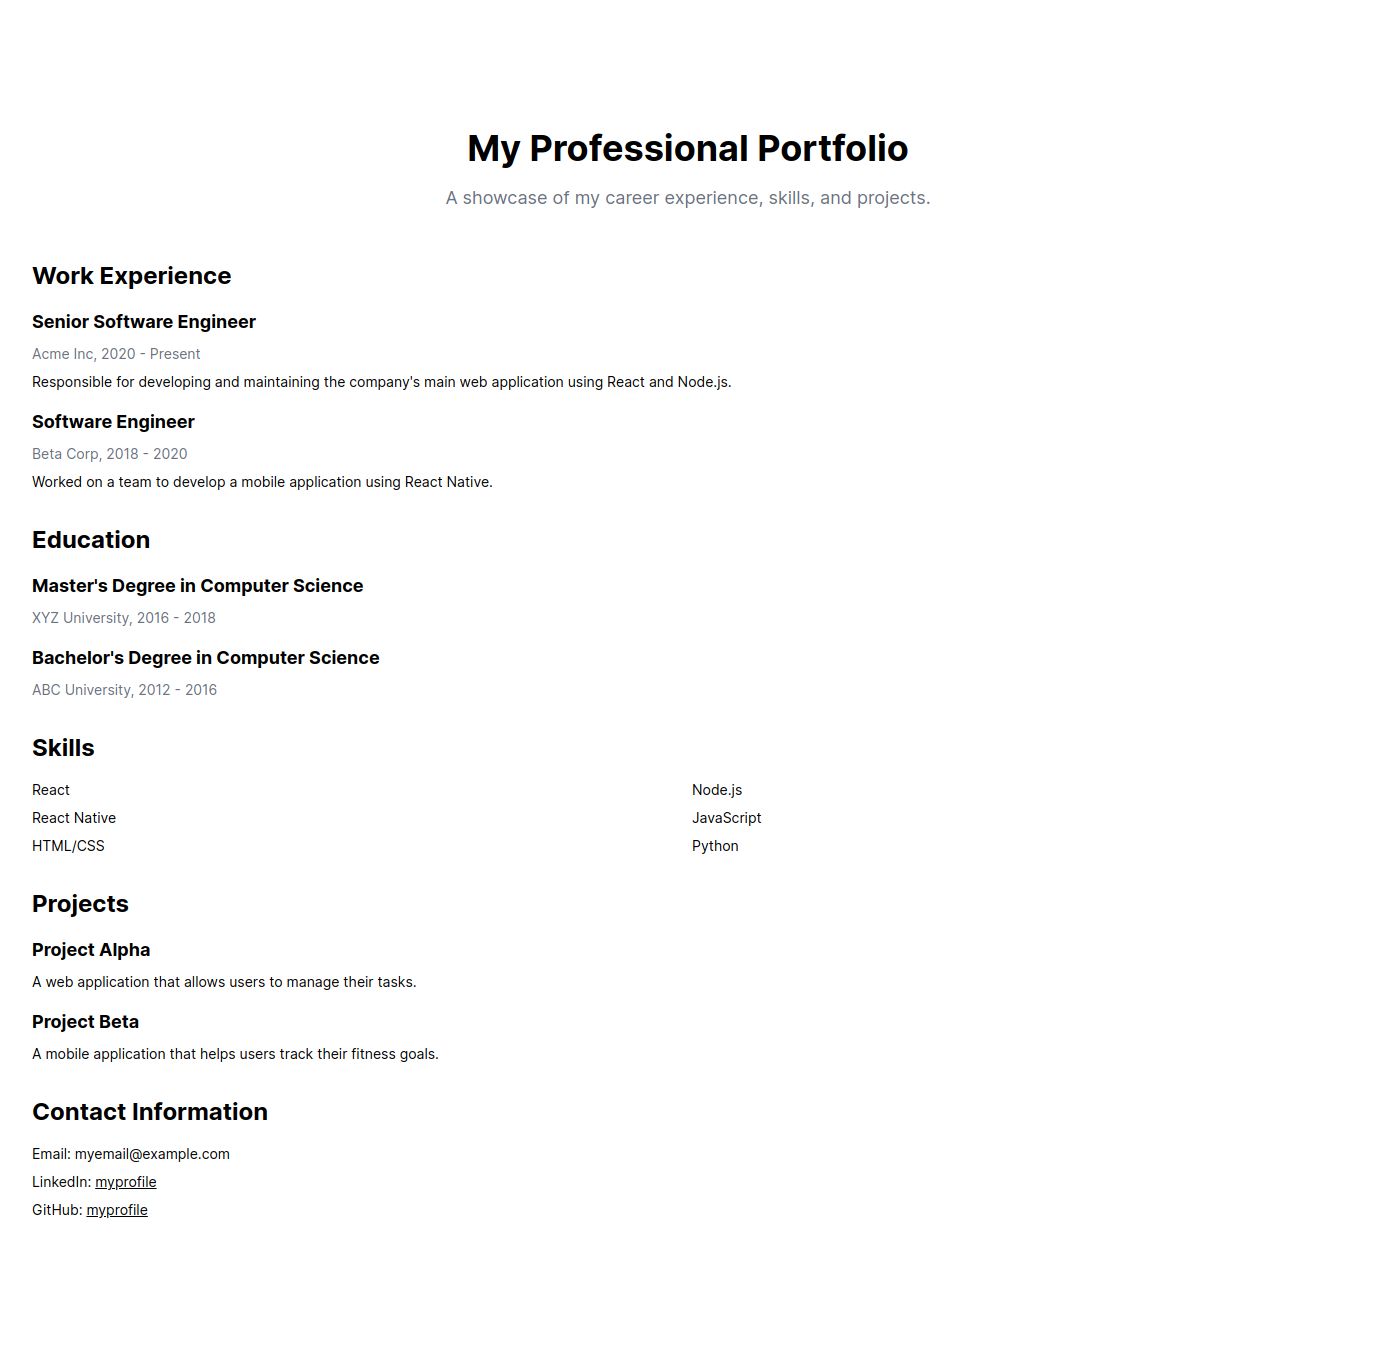 My Professional Portfolio
A showcase of my career experience, skills, and projects.
Work Experience
Senior Software Engineer
Acme Inc, 2020 - Present
Responsible for developing and maintaining the company's main web application using React and Node.js.
Software Engineer
Beta Corp, 2018 - 2020
Worked on a team to develop a mobile application using React Native.
Education
Master's Degree in Computer Science
XYZ University, 2016 - 2018
Bachelor's Degree in Computer Science
ABC University, 2012 - 2016
Skills
React
Node.js
React Native
JavaScript
HTML/CSS
Python
Projects
Project Alpha
A web application that allows users to manage their tasks.
Project Beta
A mobile application that helps users track their fitness goals.
Contact Information
Email: myemail@example.com
LinkedIn: myprofile
GitHub: myprofile